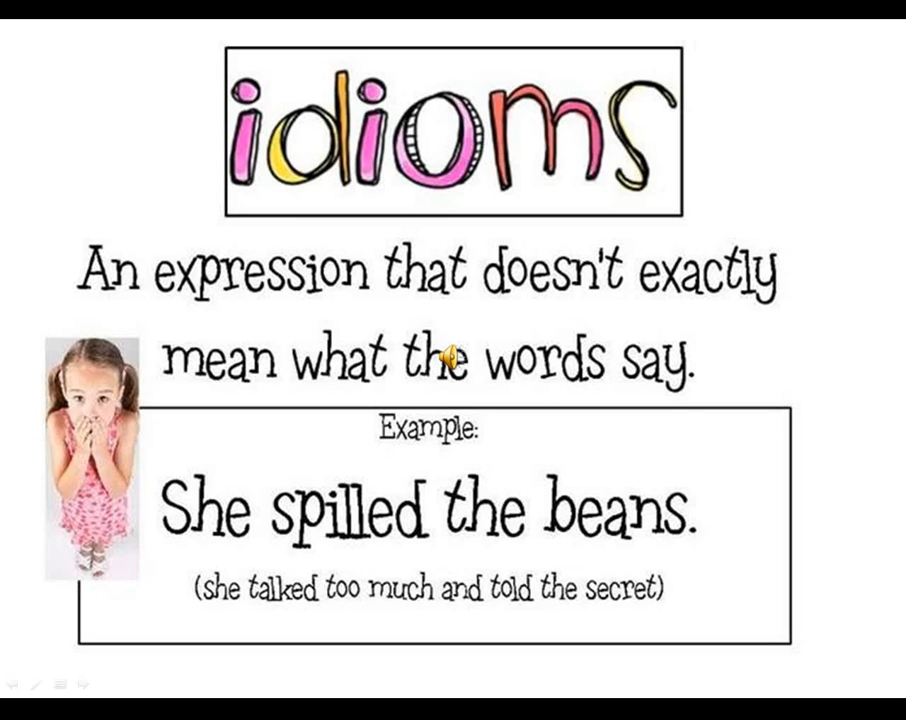 idioms
An expression that doesn't exactly
mean what the words say.
Example:
She spilled the beans.
(she talked too much and told the secret)